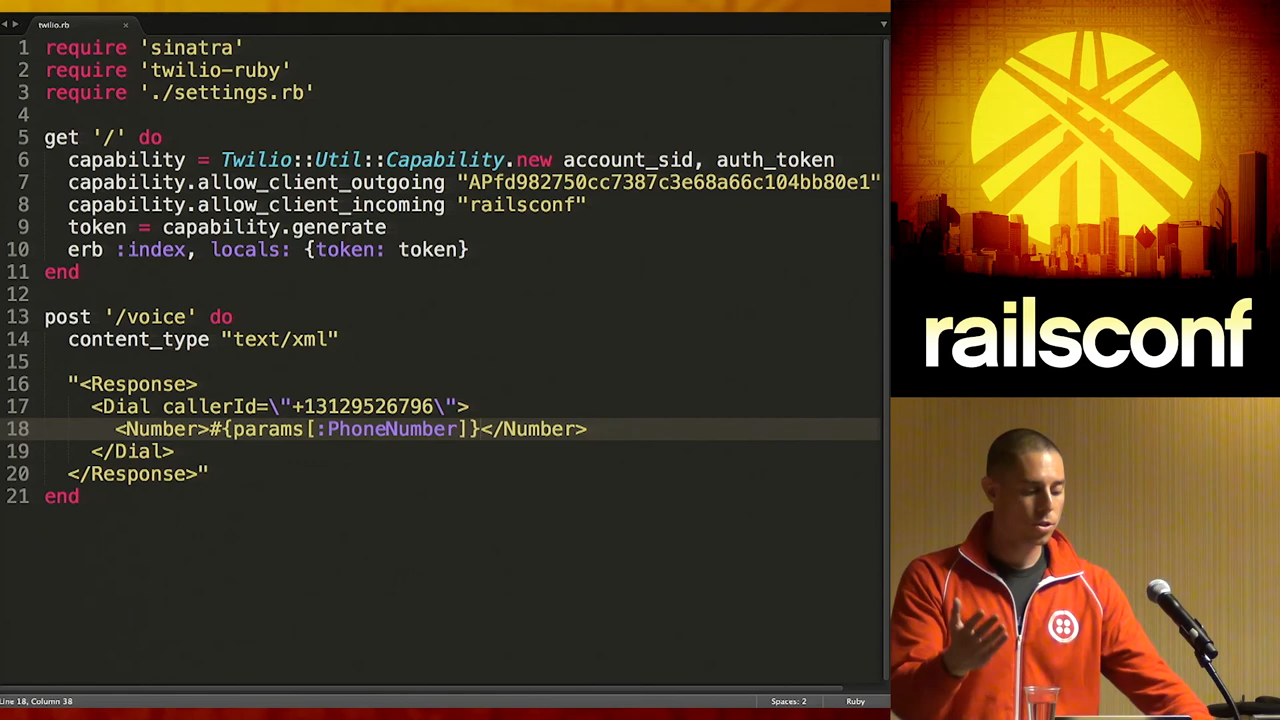 twilio.rb
1 require 'sinatra'
2 require 'twilio-ruby'
3 require './settings.rb'
4
5 get '/' do
6   capability = Twilio::Util::Capability.new account_sid, auth_token
7   capability.allow_client_outgoing "APfd982750cc7387c3e68a66c104bb80e1"
8   capability.allow_client_incoming "railsconf"
9   token = capability.generate
10   erb :index, locals: {token: token}
11 end
12
13 post '/voice' do
14   content_type "text/xml"
15
16   "<Response>
17     <Dial callerId=\"+13129526796\">
18       <Number>#{params[:PhoneNumber]}</Number>
19     </Dial>
20   </Response>"
21 end
Line 18, Column 38
Spaces: 2
Ruby
railsconf